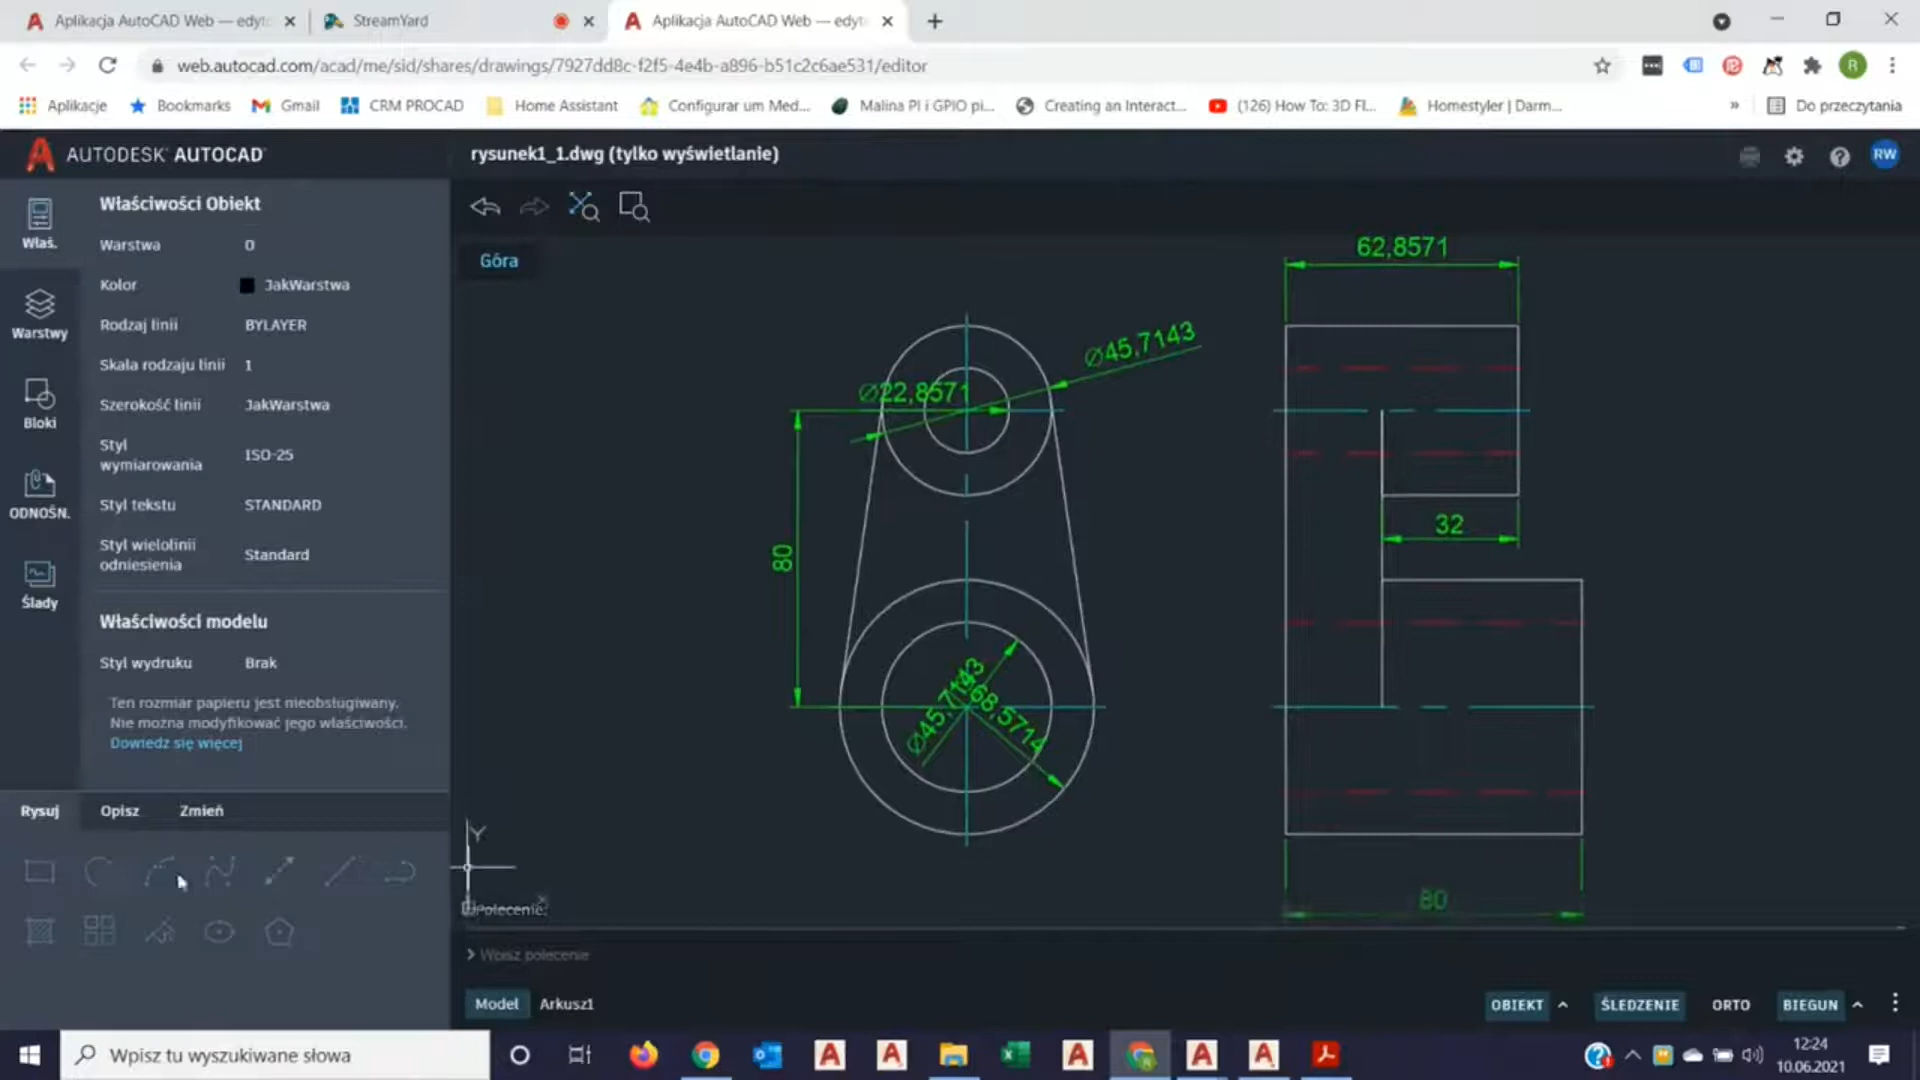 Aplikacja AutoCAD Web — edyto
StreamYard
Aplikacja AutoCAD Web — edyto
web.autocad.com/acad/me/sid/shares/drawings/7927dd8c-f2f5-4e4b-a896-b51c2c6ae531/editor
R
Aplikacje
Bookmarks
Gmail
CRM PROCAD
Home Assistant
Configurar um Med...
Malina PI i GPIO pi...
Creating an Interact...
(126) How To: 3D Fl...
Homestyler | Darm...
»
Do przeczytania
AUTODESK AUTOCAD
rysunek1_1.dwg (tylko wyświetlanie)
RW
Właściwości Obiekt
Warstwa 0
Kolor JakWarstwa
Rodzaj linii BYLAYER
Skala rodzaju linii 1
Szerokość linii JakWarstwa
Styl
wymiarowania
ISO-25
Styl tekstu STANDARD
Styl wielolinii
odniesienia
Standard
Właściwości modelu
Styl wydruku Brak
Ten rozmiar papieru jest nieobsługiwany.
Nie można modyfikować jego właściwości.
Dowiedz się więcej
Właś.
Warstwy
Bloki
ODNOŚN.
Ślady
Rysuj Opisz Zmień
Góra
62,8571
Ø45,7143
Ø22,8571
80
32
Ø45,7143
Ø68,5714
80
Y
Polecenie:
Wpisz polecenie
Model Arkusz1
OBIEKT ŚLEDZENIE ORTO BIEGUN
Wpisz tu wyszukiwane słowa
12:24
10.06.2021